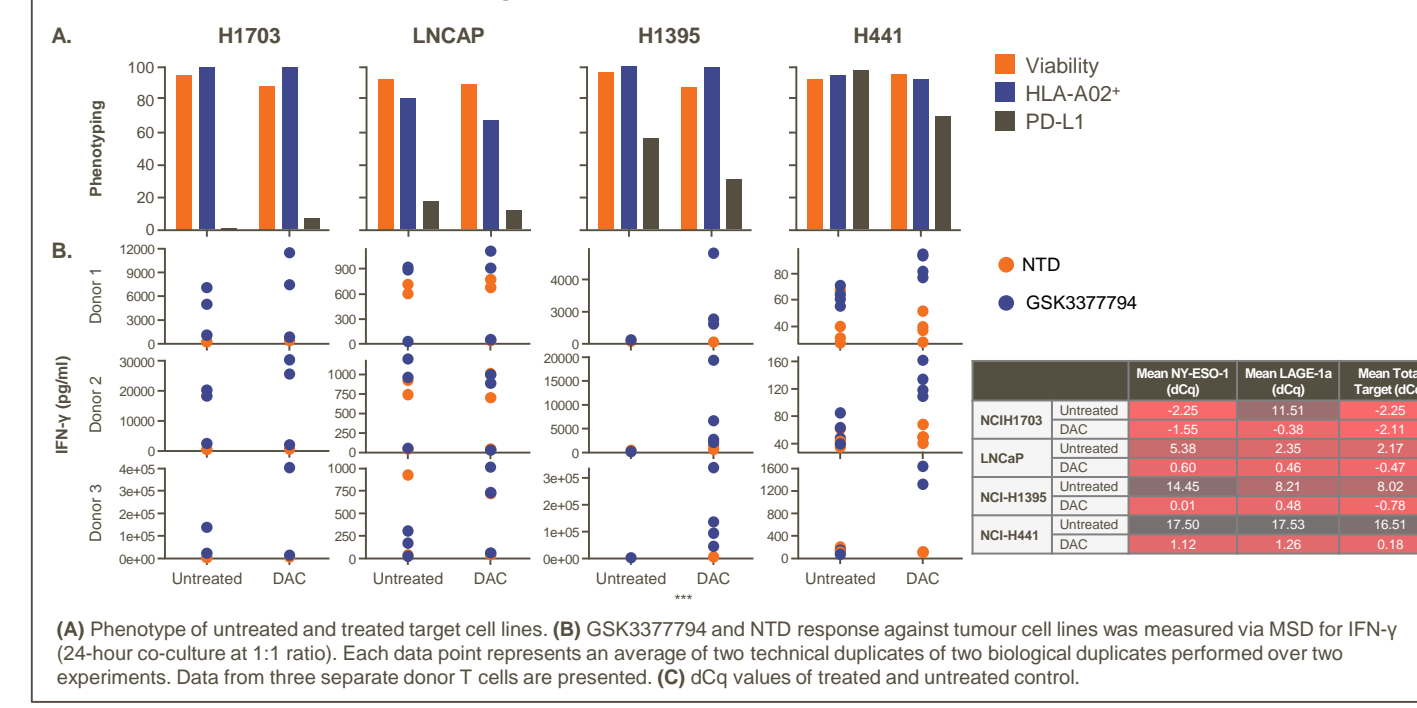 A.
H1703
LNCAP
H1395
H441
Phenotyping
100
80
60
40
20
0
Viability
HLA-A02⁺
PD-L1
B.
IFN-γ (pg/ml)
Donor 1
12000
9000
6000
3000
0
900
600
300
0
4000
3000
0
80
60
40
NTD
GSK3377794
Donor 2
30000
20000
10000
0
1000
750
500
250
0
20000
15000
10000
5000
0
160
120
80
40
Donor 3
4e+05
3e+05
2e+05
1e+05
0e+00
1000
750
500
250
0
3e+05
2e+05
1e+05
0e+00
1600
1200
800
400
0
Untreated DAC Untreated DAC Untreated DAC Untreated DAC
***
Mean NY-ESO-1 (dCq) Mean LAGE-1a (dCq) Mean Target
NCIH1703 Untreated -2.25 11.51 -2.25
DAC -1.55 -0.38 -2.11
LNCaP Untreated 5.38 2.35 2.17
DAC 0.60 0.46 -0.47
NCI-H1395 Untreated 14.45 8.21 8.02
DAC 0.01 0.48 -0.78
NCI-H441 Untreated 17.50 17.53 16.51
DAC 1.12 1.26 0.18
(A) Phenotype of untreated and treated target cell lines. (B) GSK3377794 and NTD response against tumour cell lines was measured via MSD for IFN-γ
(24-hour co-culture at 1:1 ratio). Each data point represents an average of two technical duplicates of two biological duplicates performed over two
experiments. Data from three separate donor T cells are presented. (C) dCq values of treated and untreated control.